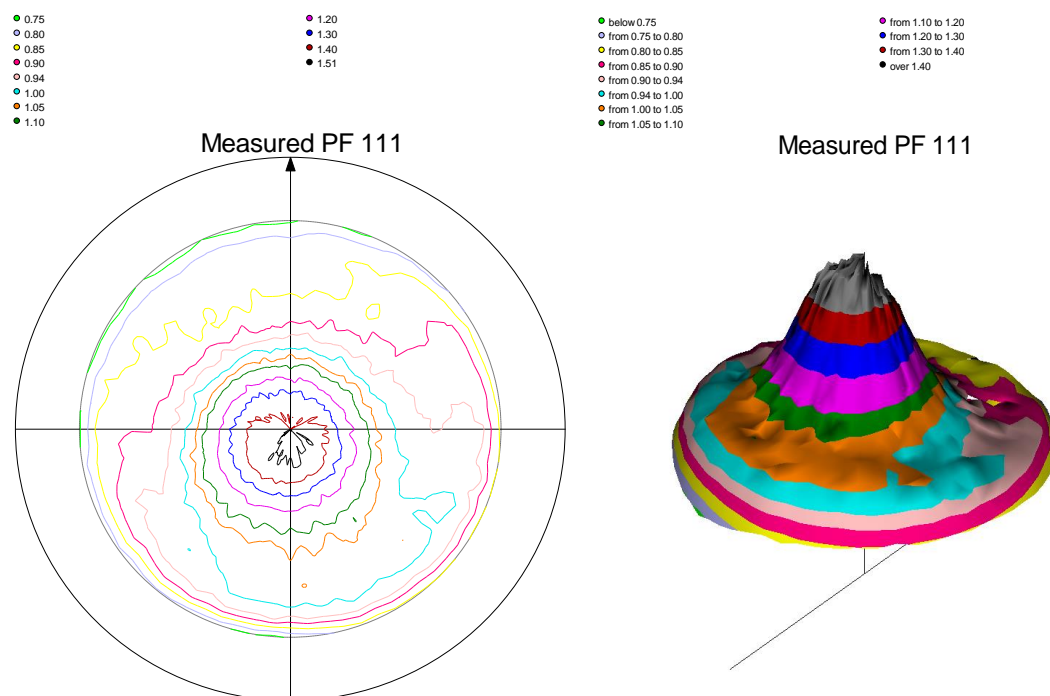 0.75
0.80
0.85
0.90
0.94
1.00
1.05
1.10
1.20
1.30
1.40
1.51
Measured PF 111
below 0.75
from 0.75 to 0.80
from 0.80 to 0.85
from 0.85 to 0.90
from 0.90 to 0.94
from 0.94 to 1.00
from 1.00 to 1.05
from 1.05 to 1.10
from 1.10 to 1.20
from 1.20 to 1.30
from 1.30 to 1.40
over 1.40
Measured PF 111